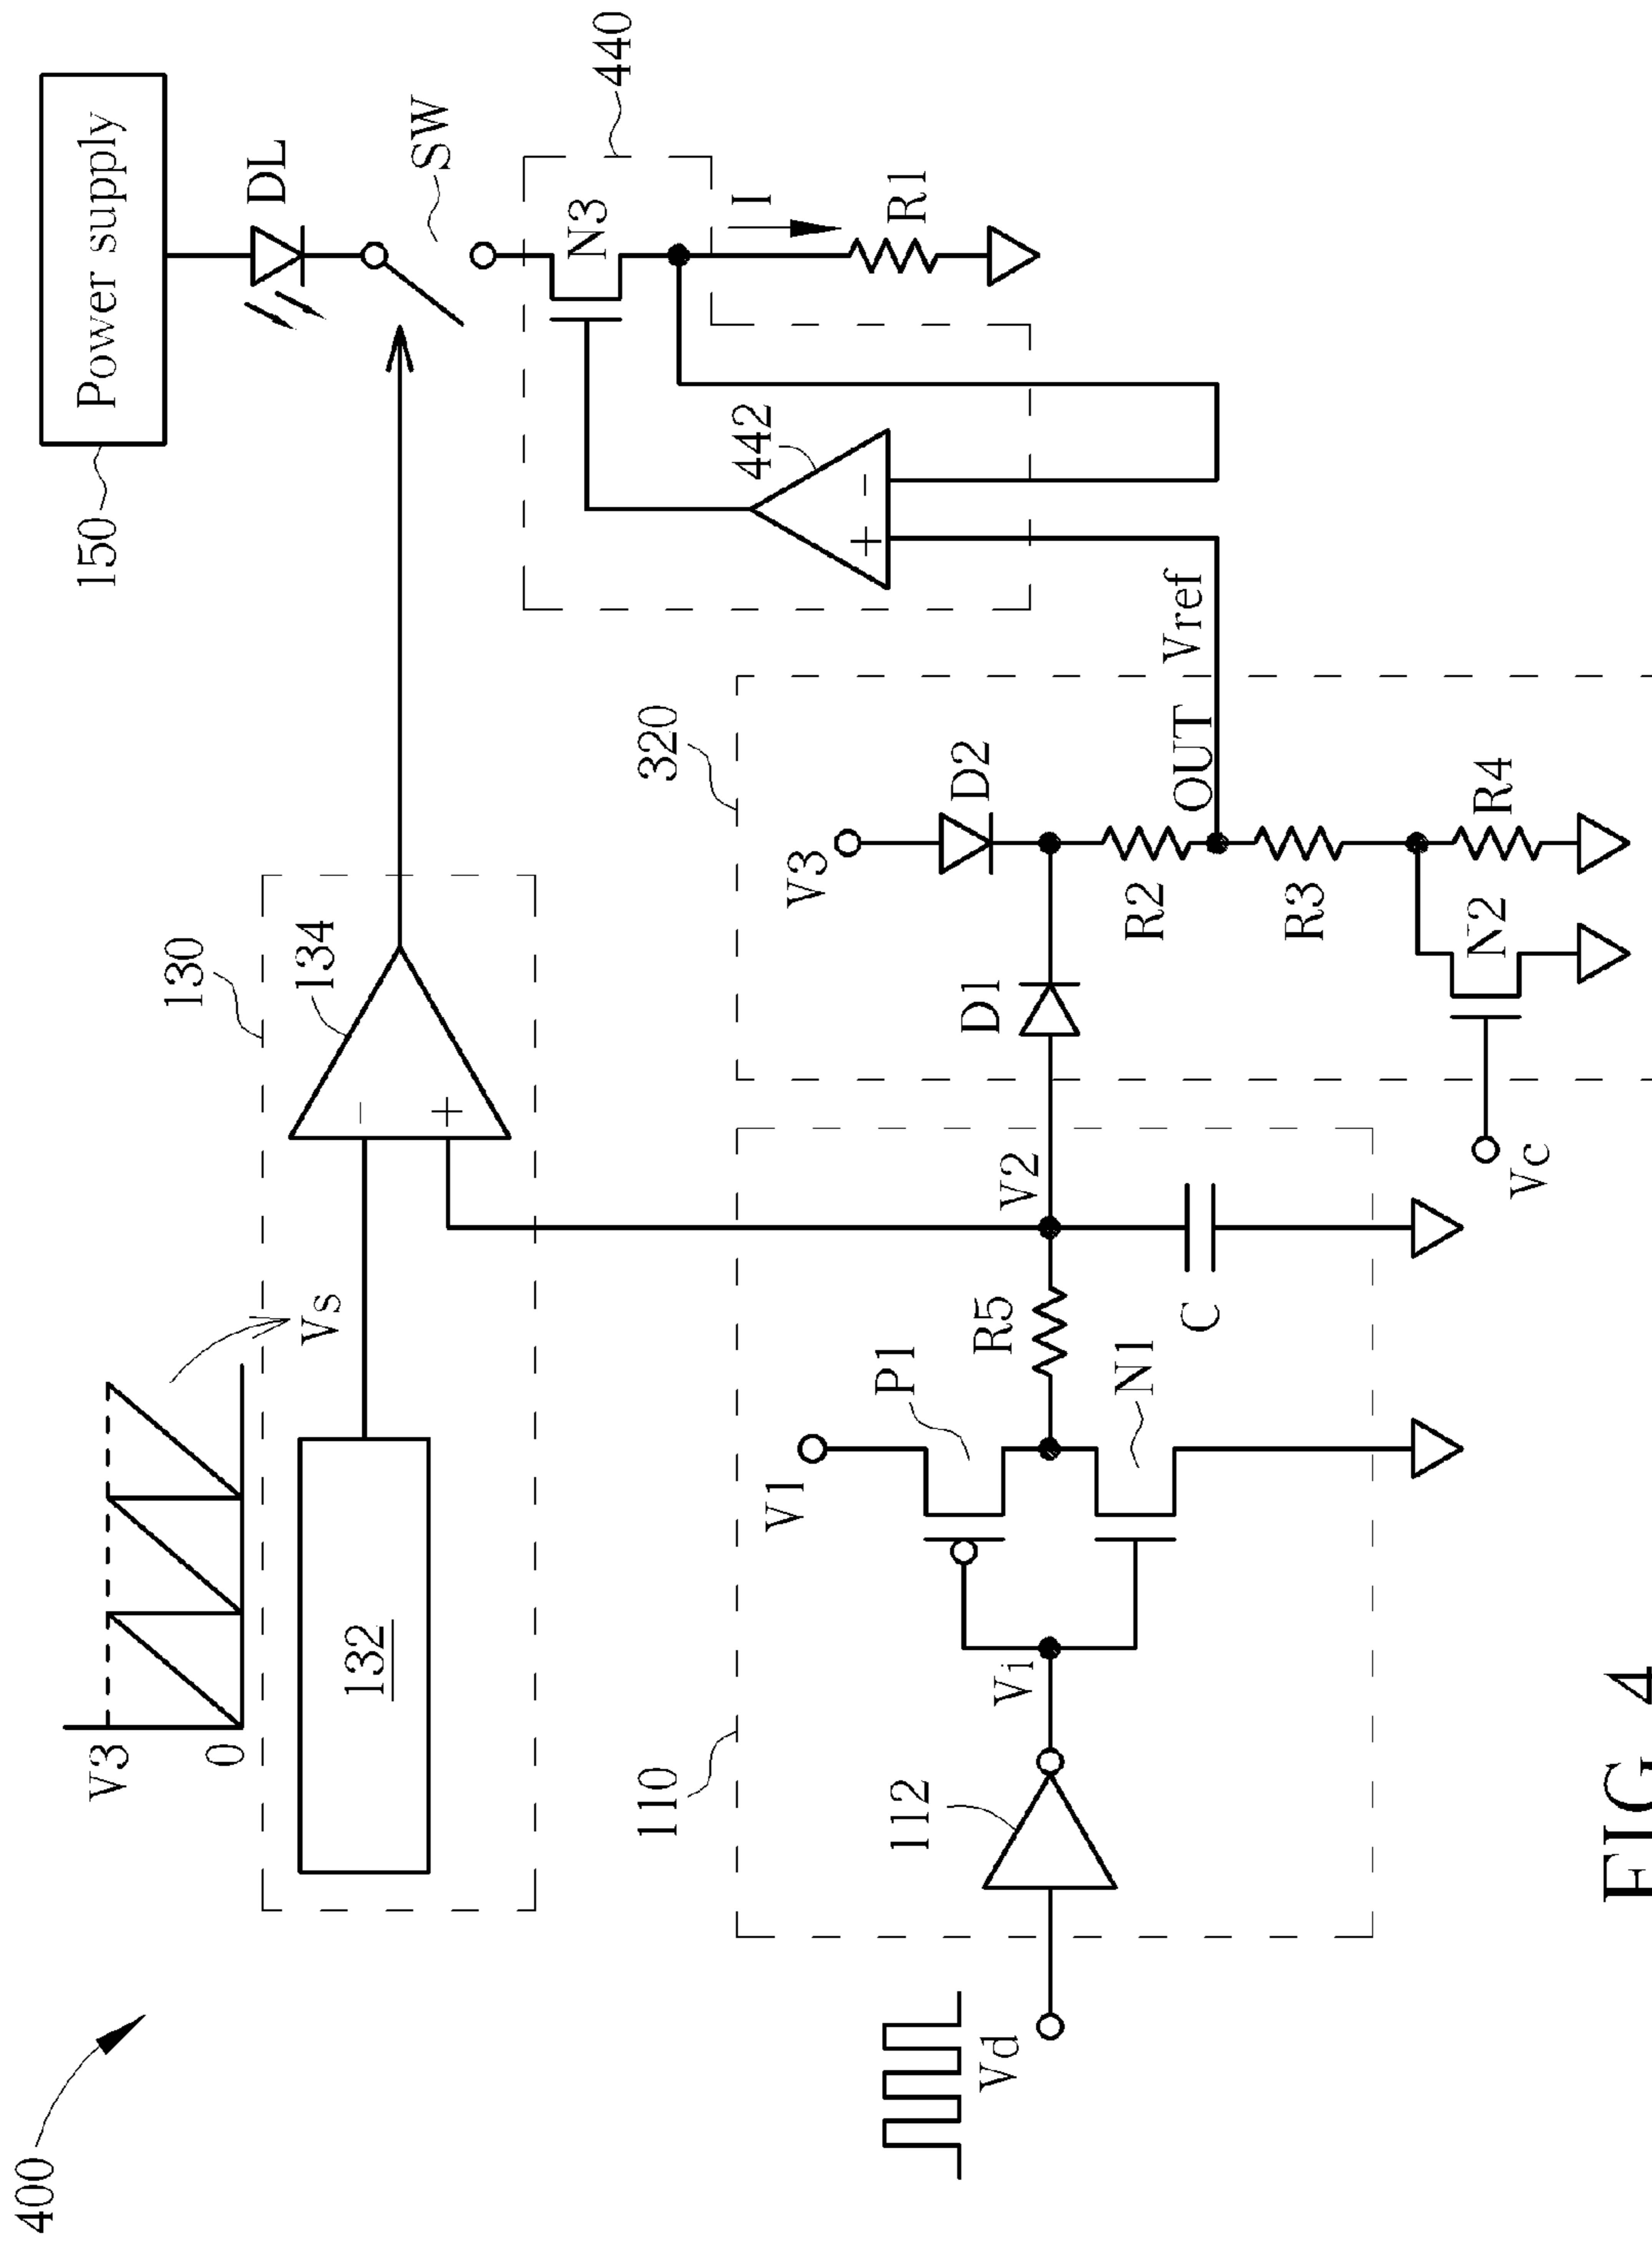 400
Power supply
150
DL
SW
440
N3
I
R1
442
+
-
Vref
130
134
-
+
V3
0
Vs
132
320
V3
D2
D1
R2
OUT
R3
R4
N2
Vc
110
V1
P1
R5
V2
C
N1
Vi
112
Vd
FIG. 4